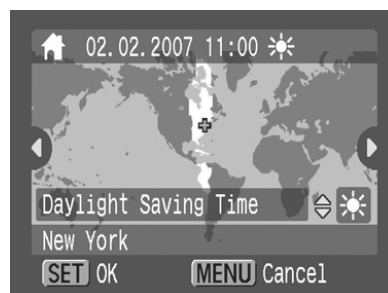 02.02.2007 11:00
Daylight Saving Time
New York
SET OK MENU Cancel